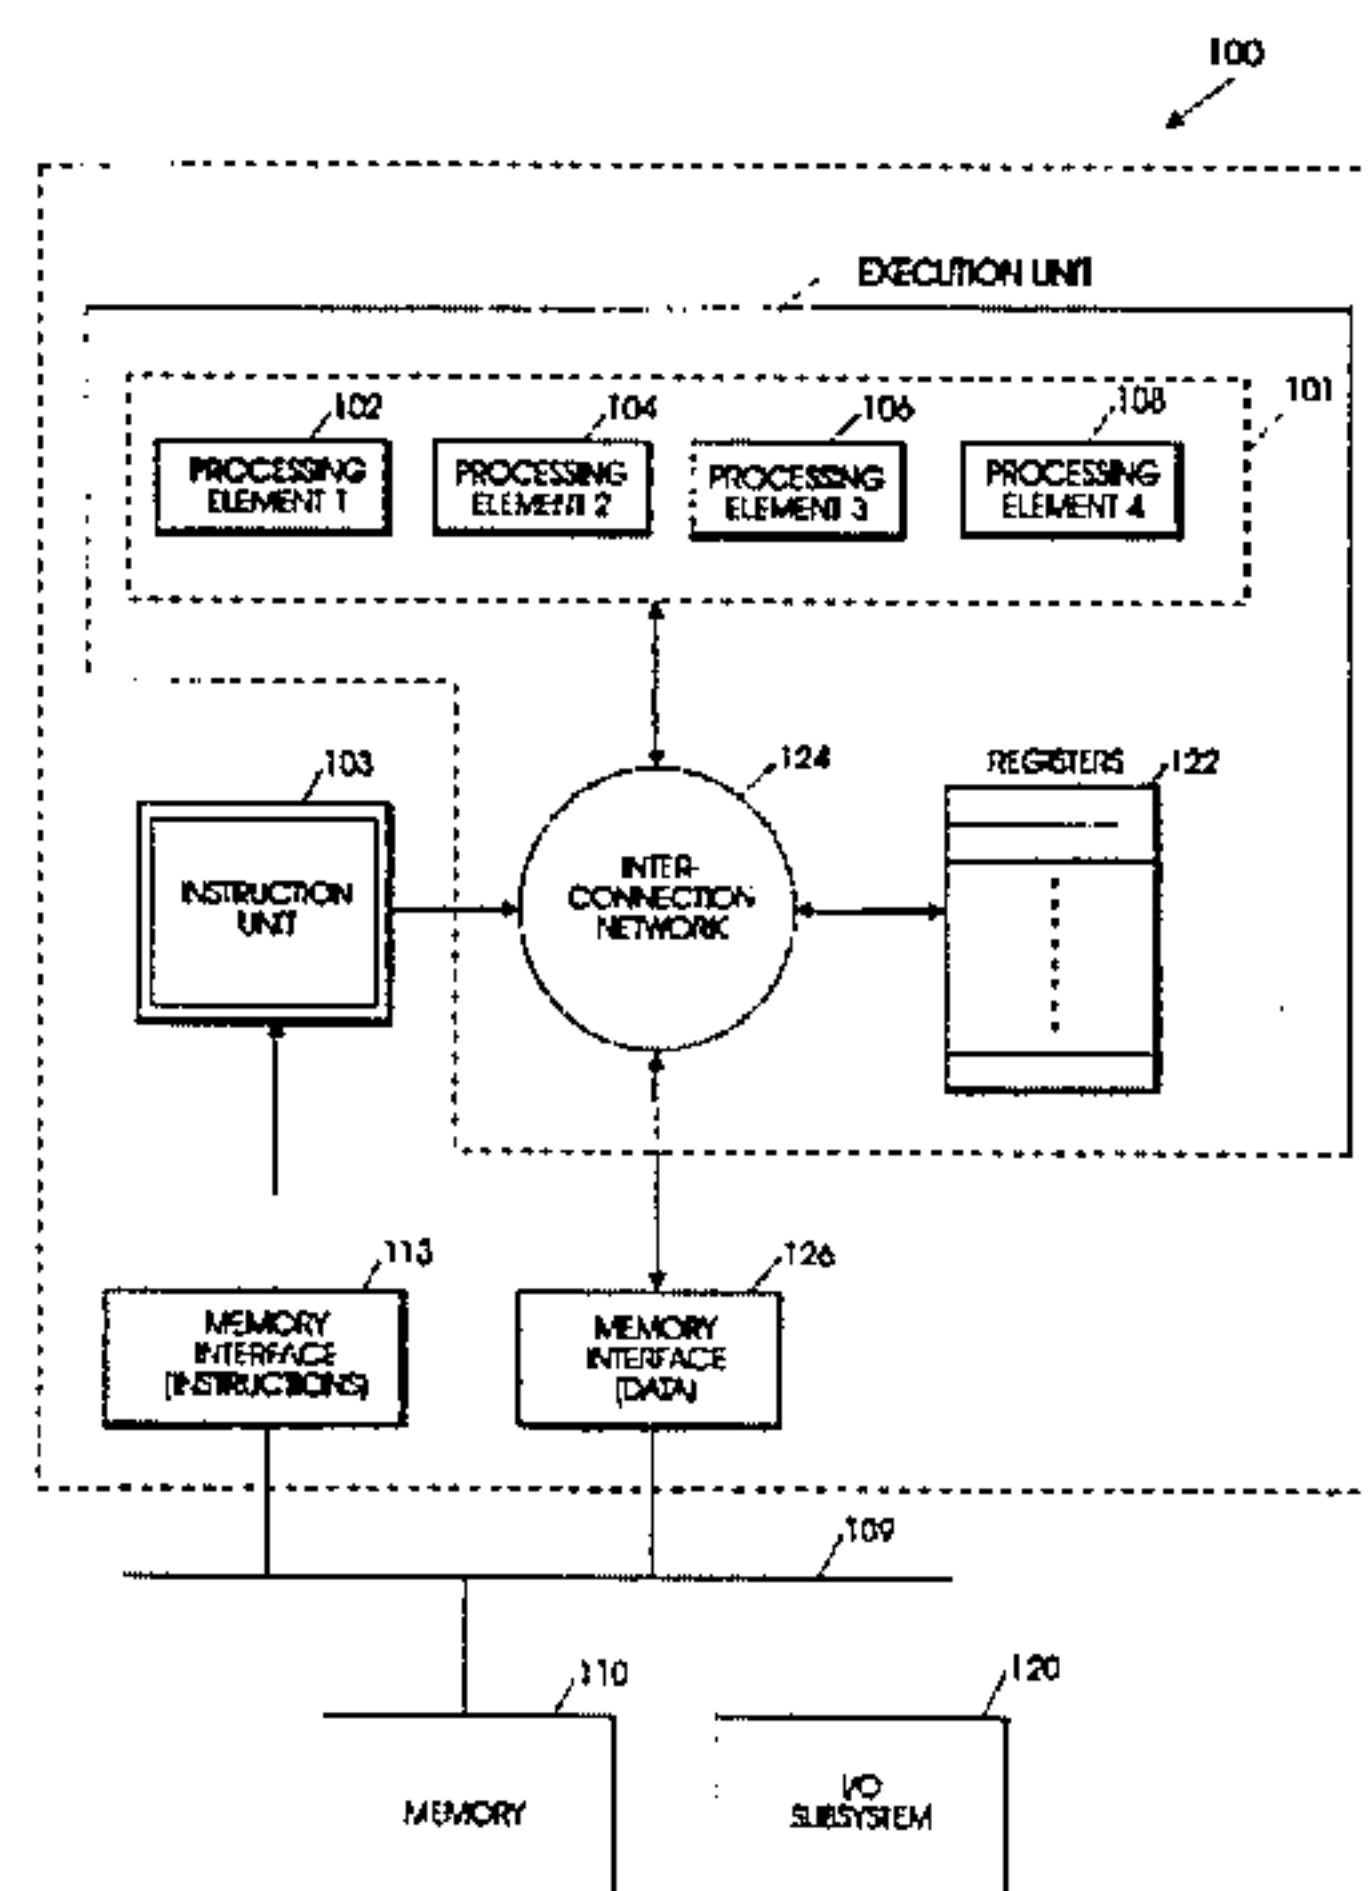 100
EXECUTION UNIT
101
102
104
106
108
PROCESSING
ELEMENT 1
PROCESSING
ELEMENT 2
PROCESSING
ELEMENT 3
PROCESSING
ELEMENT 4
103
124
REGISTERS
122
INSTRUCTION
UNIT
INTER-
CONNECTION
NETWORK
113
126
MEMORY
INTERFACE
(INSTRUCTIONS)
MEMORY
INTERFACE
(DATA)
109
110
120
MEMORY
I/O
SUBSYSTEM